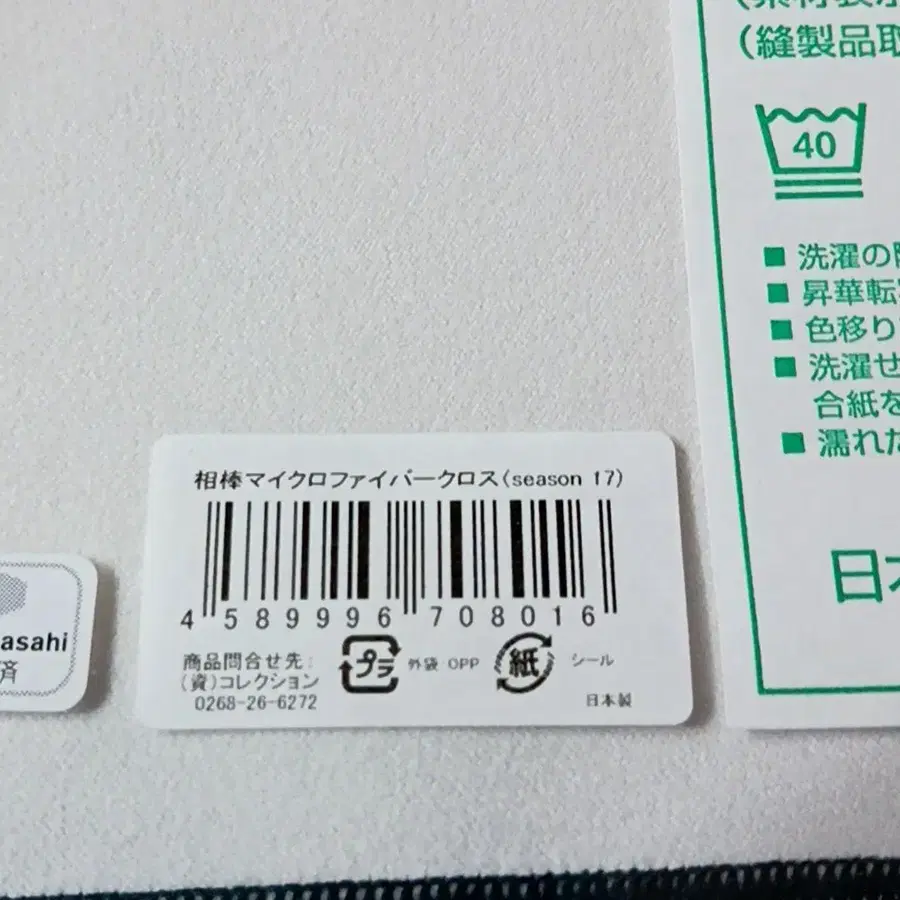 (縫製品取
40
■ 洗濯の
■ 昇華転
■ 色移り
■ 洗濯せ
合紙を
■ 濡れた
日本
相棒マイクロファイバークロス(season 17)
4 589996 708016
商品問合せ先:
(資)コレクション
0268-26-6272
プラ 外袋 OPP 紙 シール
日本製
asahi
済